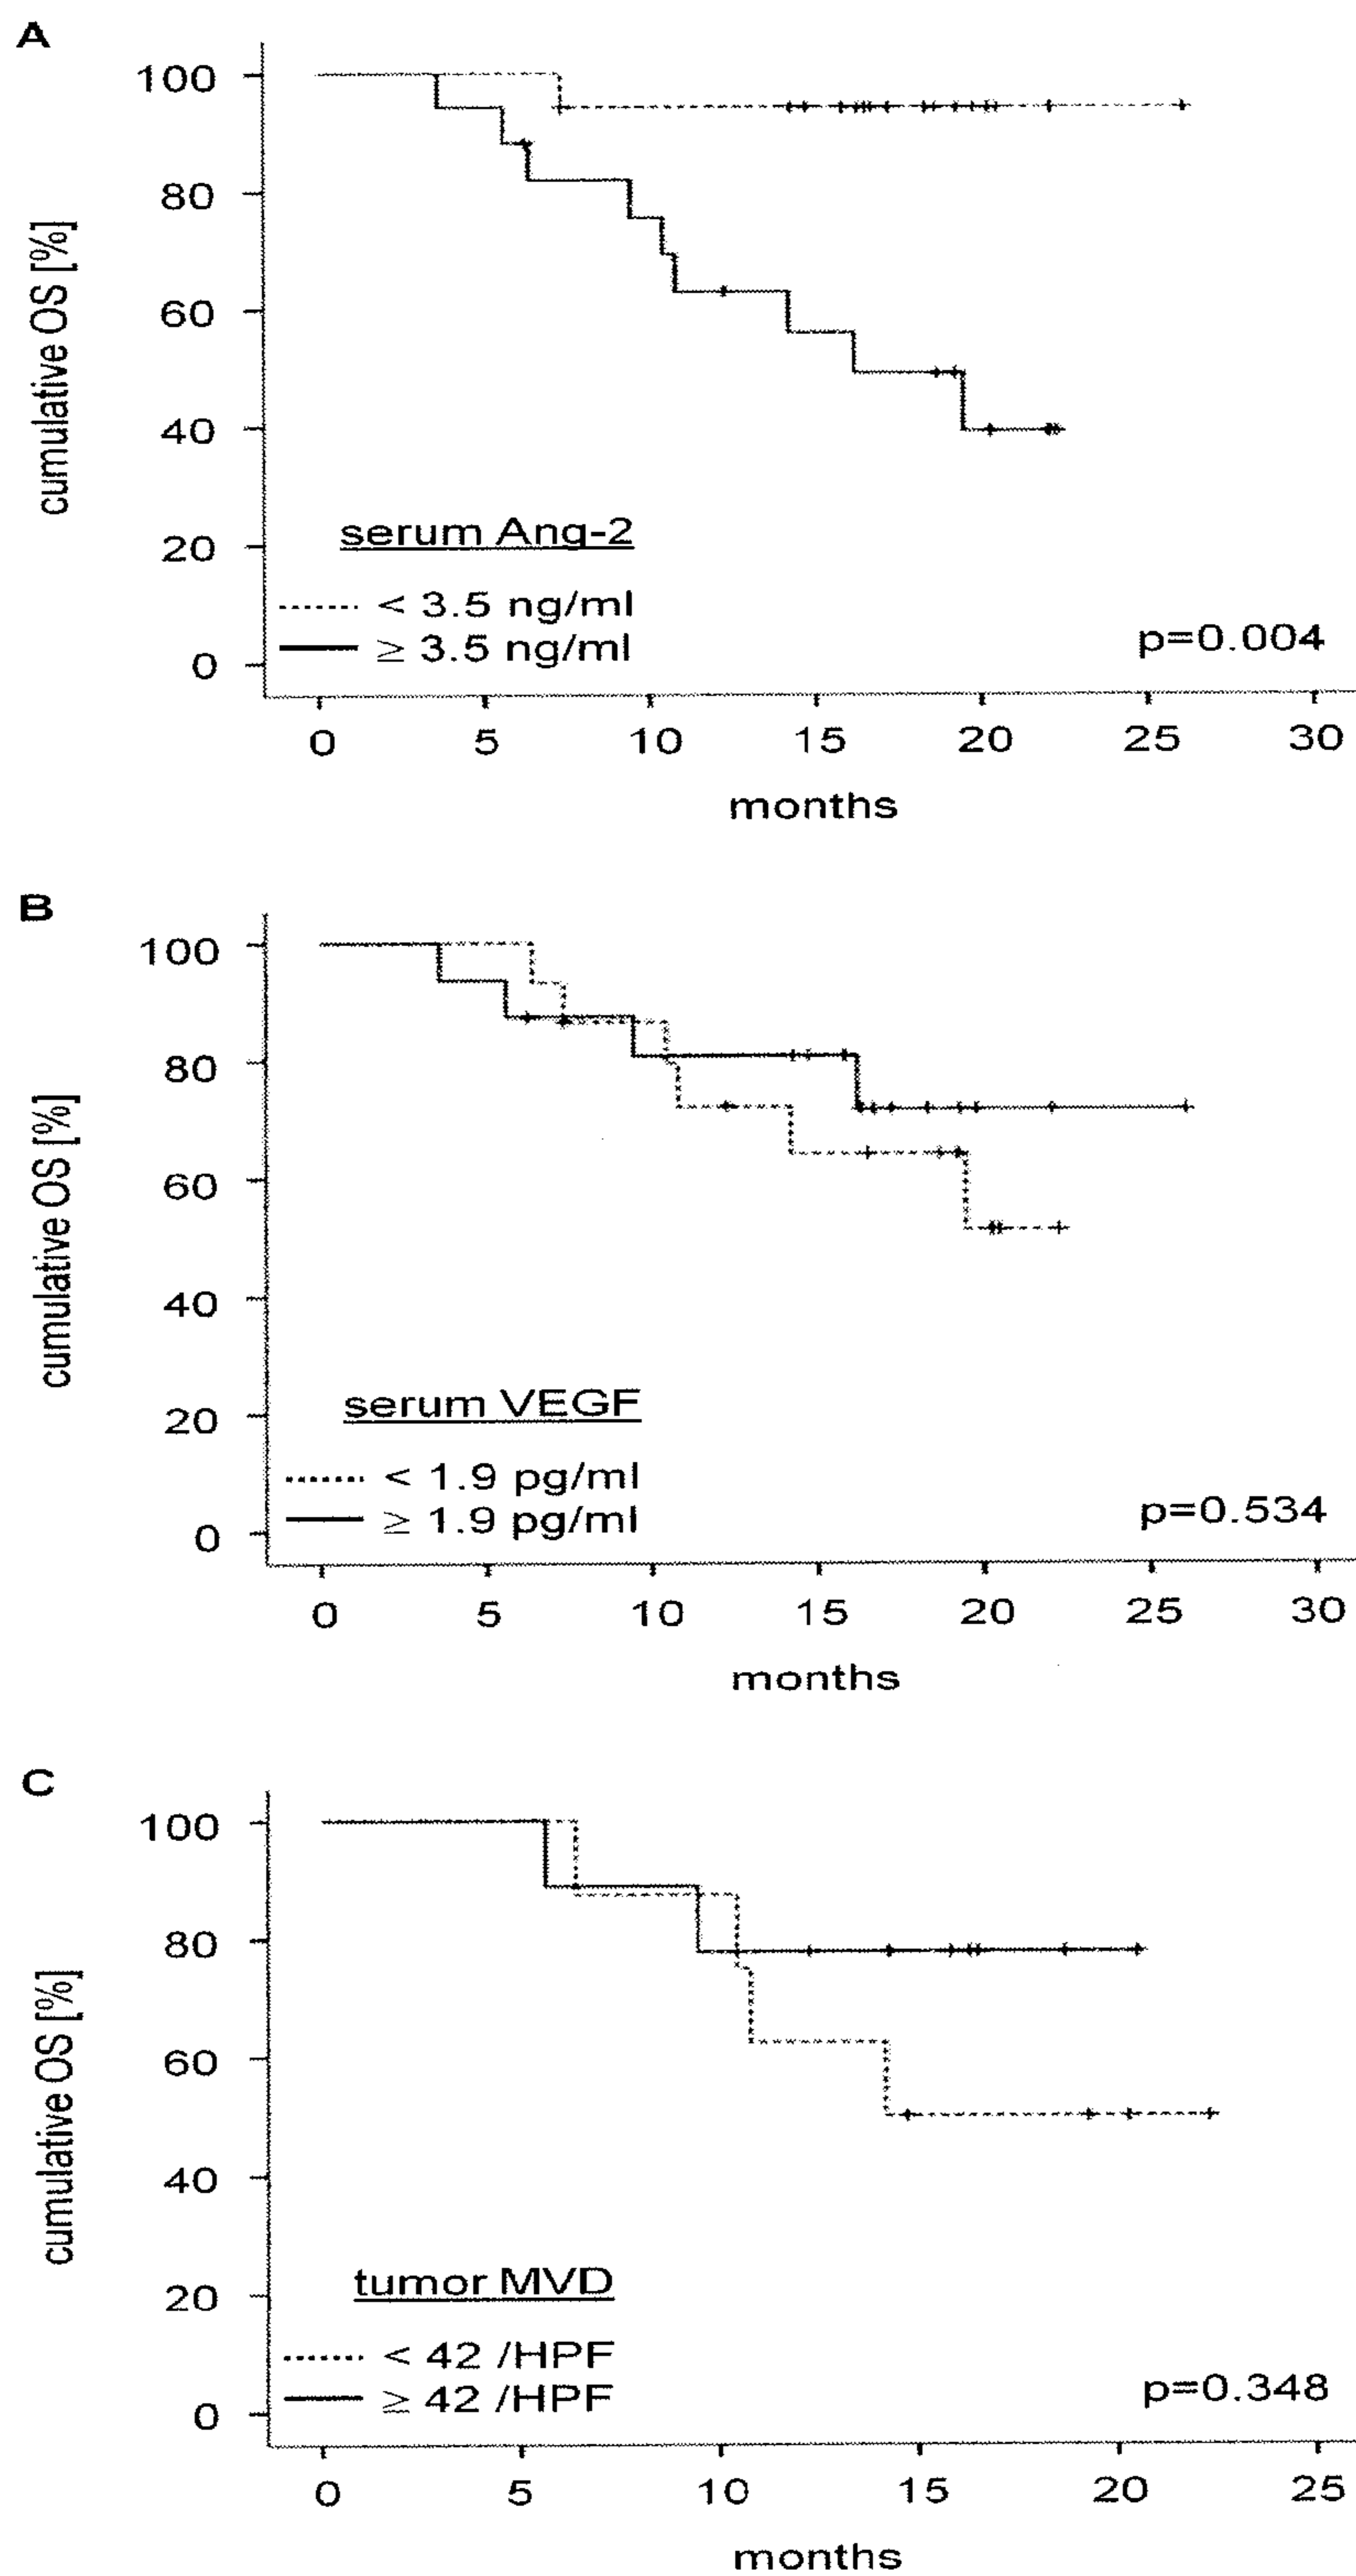 A
cumulative OS [%]
100
80
60
40
20
0
serum Ang-2
< 3.5 ng/ml
≥ 3.5 ng/ml
p=0.004
0 5 10 15 20 25 30
months
B
cumulative OS [%]
100
80
60
40
20
0
serum VEGF
< 1.9 pg/ml
≥ 1.9 pg/ml
p=0.534
0 5 10 15 20 25 30
months
C
cumulative OS [%]
100
80
60
40
20
0
tumor MVD
< 42 /HPF
≥ 42 /HPF
p=0.348
0 5 10 15 20 25
months